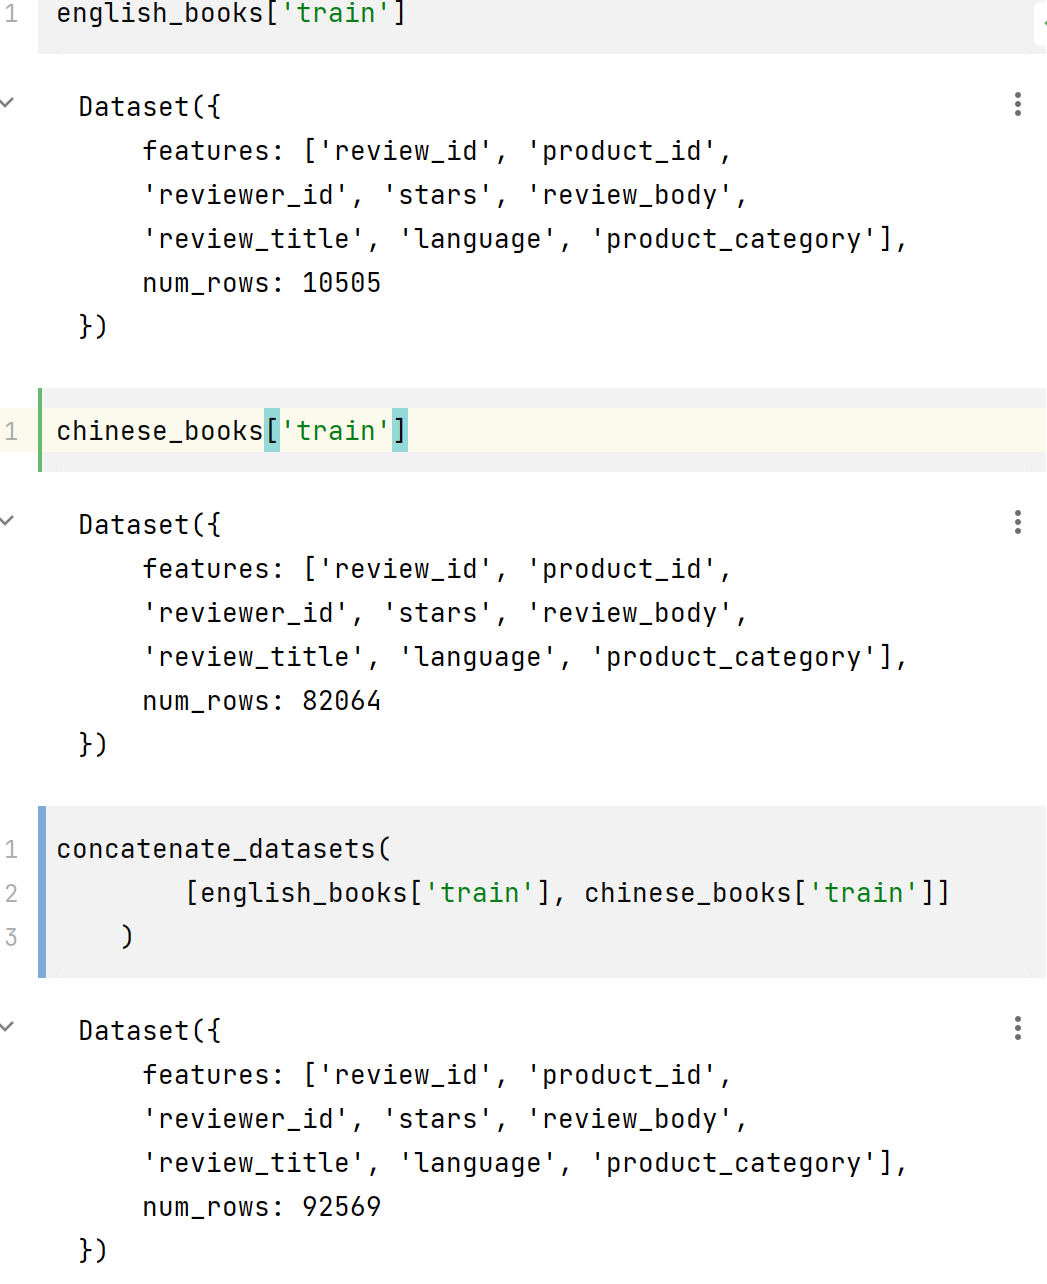 1 english_books['train']
Dataset({
features: ['review_id', 'product_id',
'reviewer_id', 'stars', 'review_body',
'review_title', 'language', 'product_category'],
num_rows: 10505
})
1 chinese_books['train']
Dataset({
features: ['review_id', 'product_id',
'reviewer_id', 'stars', 'review_body',
'review_title', 'language', 'product_category'],
num_rows: 82064
})
1 concatenate_datasets(
2 [english_books['train'], chinese_books['train']]
3 )
Dataset({
features: ['review_id', 'product_id',
'reviewer_id', 'stars', 'review_body',
'review_title', 'language', 'product_category'],
num_rows: 92569
})